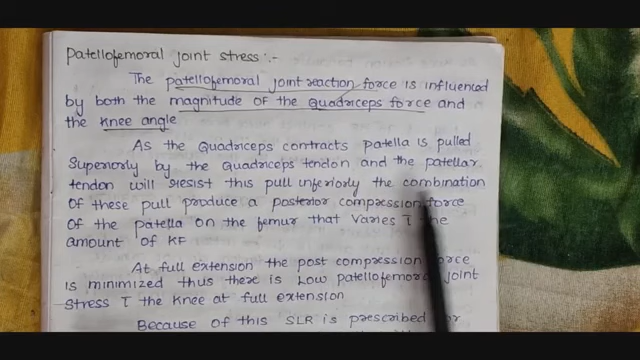 Patellofemoral joint stress :-
The patellofemoral joint reaction force is influenced
by both the magnitude of the Quadriceps force and
the knee angle
As the Quadriceps contracts patella is pulled
Superiorly by the Quadriceps tendon and the patellar
tendon will resist this pull inferiorly the combination
of these pull produce a posterior compression force
of the patella on the femur that varies T̄ the
amount of KF
At full extension the post compression force
is minimized thus there is Low patellofemoral joint
Stress T̄ the Knee at full extension
Because of this SLR is prescribed for